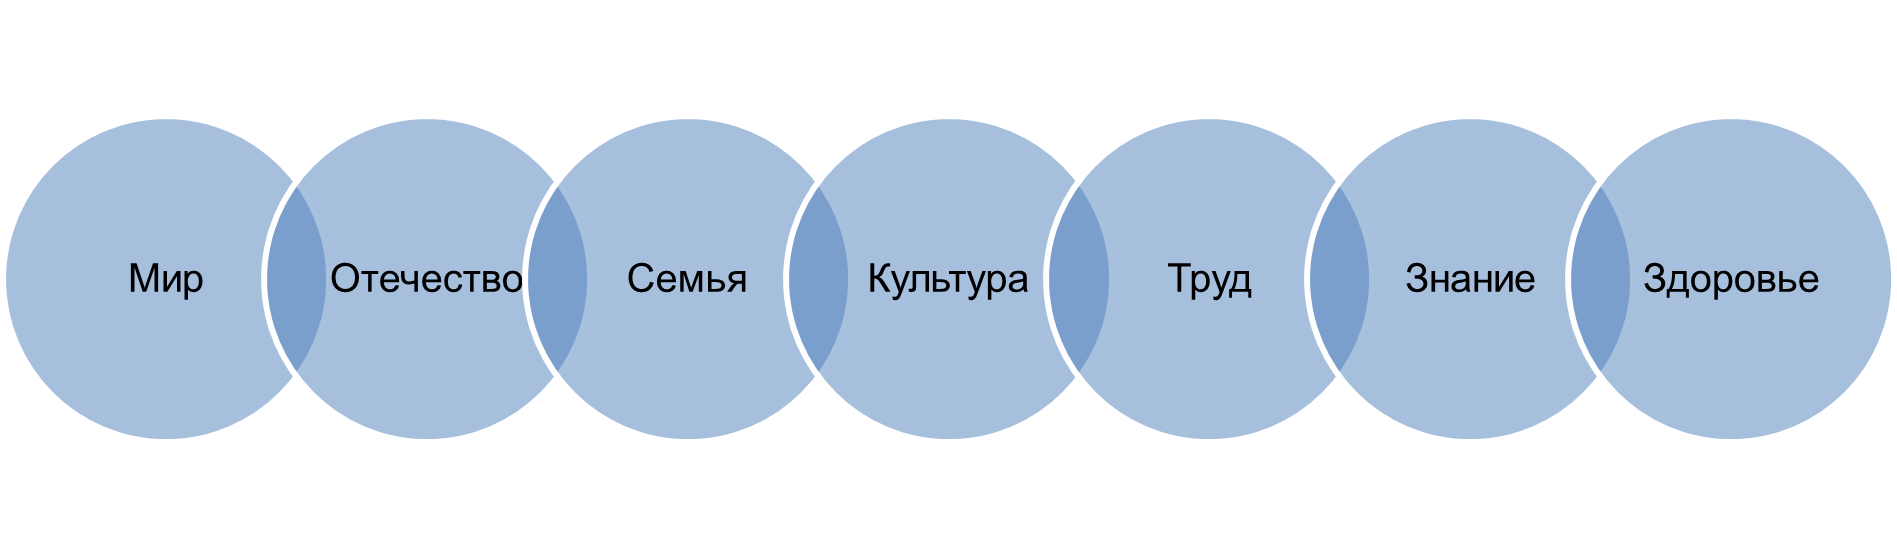 Мир
Отечество
Семья
Культура
Труд
Знание
Здоровье